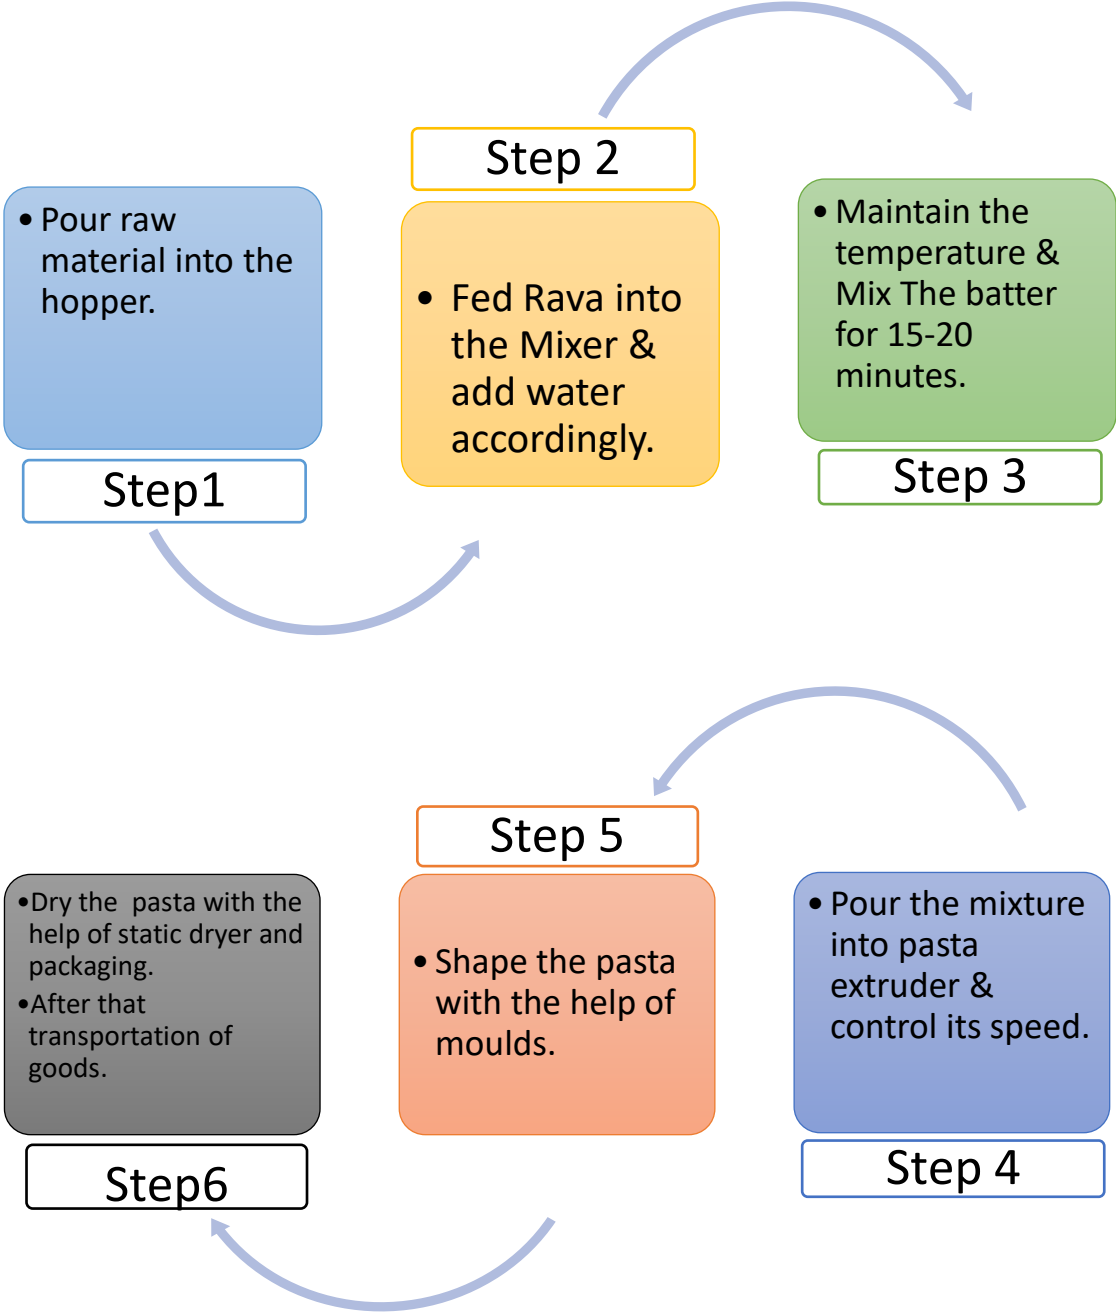 • Pour raw
material into the
hopper.
Step1
Step 2
• Fed Rava into
the Mixer &
add water
accordingly.
• Maintain the
temperature &
Mix The batter
for 15-20
minutes.
Step 3
• Pour the mixture
into pasta
extruder &
control its speed.
Step 4
Step 5
• Shape the pasta
with the help of
moulds.
•Dry the  pasta with the
help of static dryer and
packaging.
•After that
transportation of
goods.
Step6